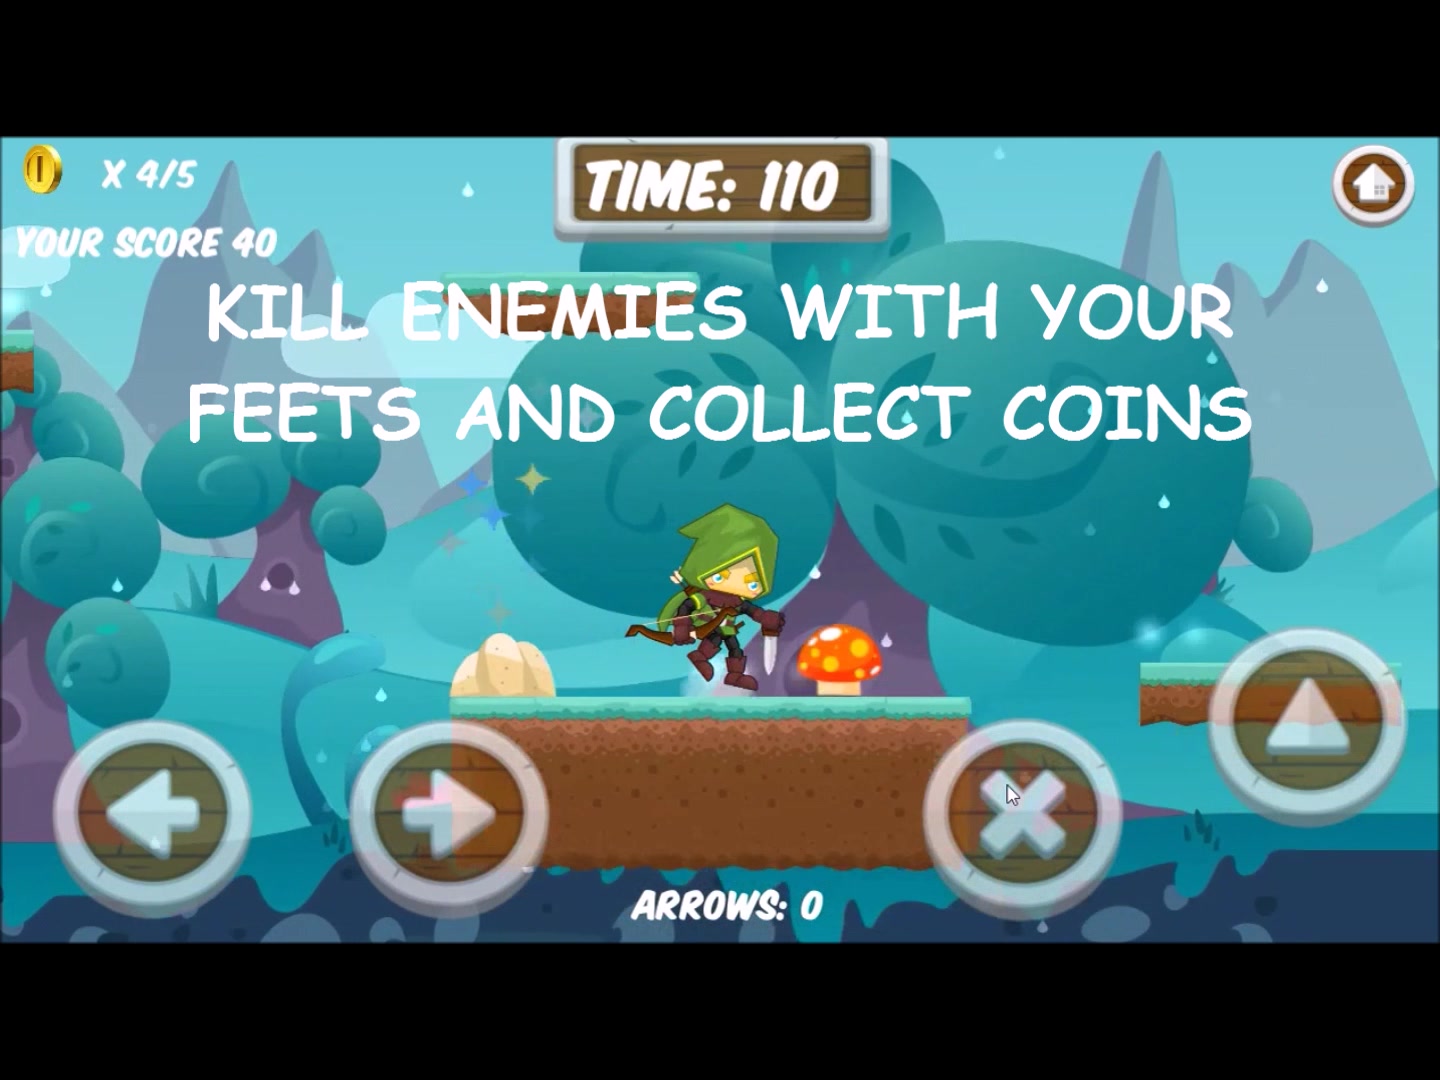 X 4/5
TIME: 110
YOUR SCORE 40
KILL ENEMIES WITH YOUR
FEETS AND COLLECT COINS
ARROWS: 0